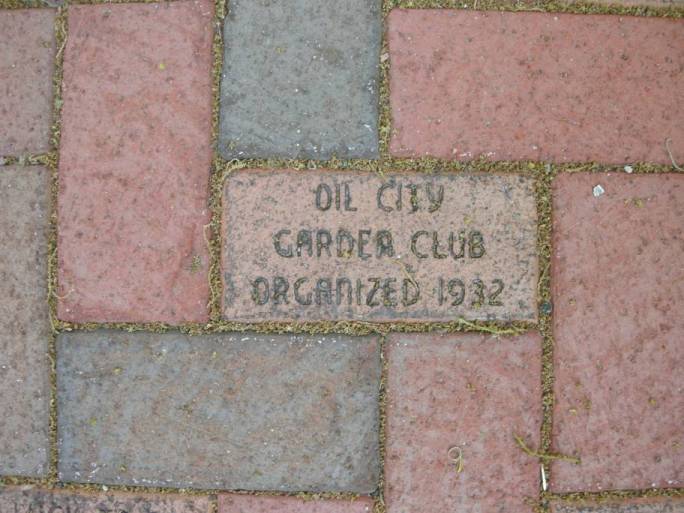 OIL CITY
GARDEN CLUB
ORGANIZED 1932